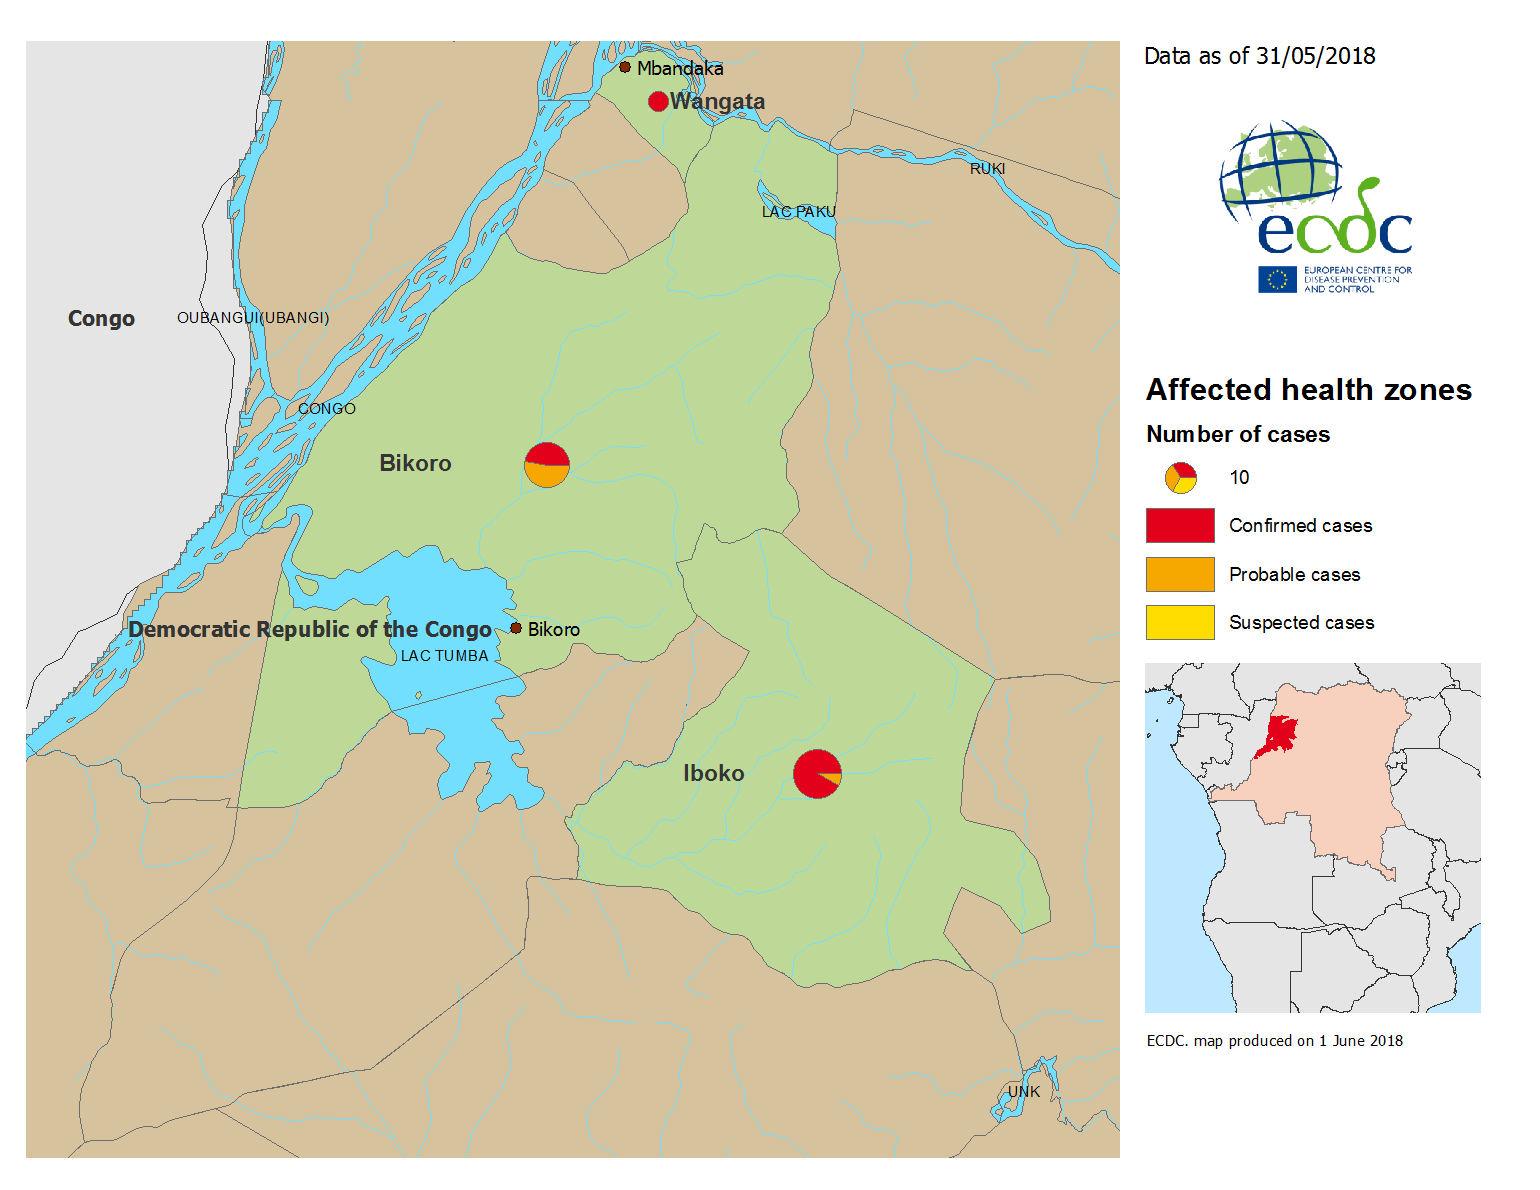 Data as of 31/05/2018
Mbandaka
Wangata
RUKI
LAC PAKU
ecdc
EUROPEAN CENTRE FOR
DISEASE PREVENTION
AND CONTROL
Congo
OUBANGUI(UBANGI)
CONGO
Bikoro
Affected health zones
Number of cases
10
Confirmed cases
Probable cases
Suspected cases
Democratic Republic of the Congo
Bikoro
LAC TUMBA
Iboko
UNK
ECDC. map produced on 1 June 2018